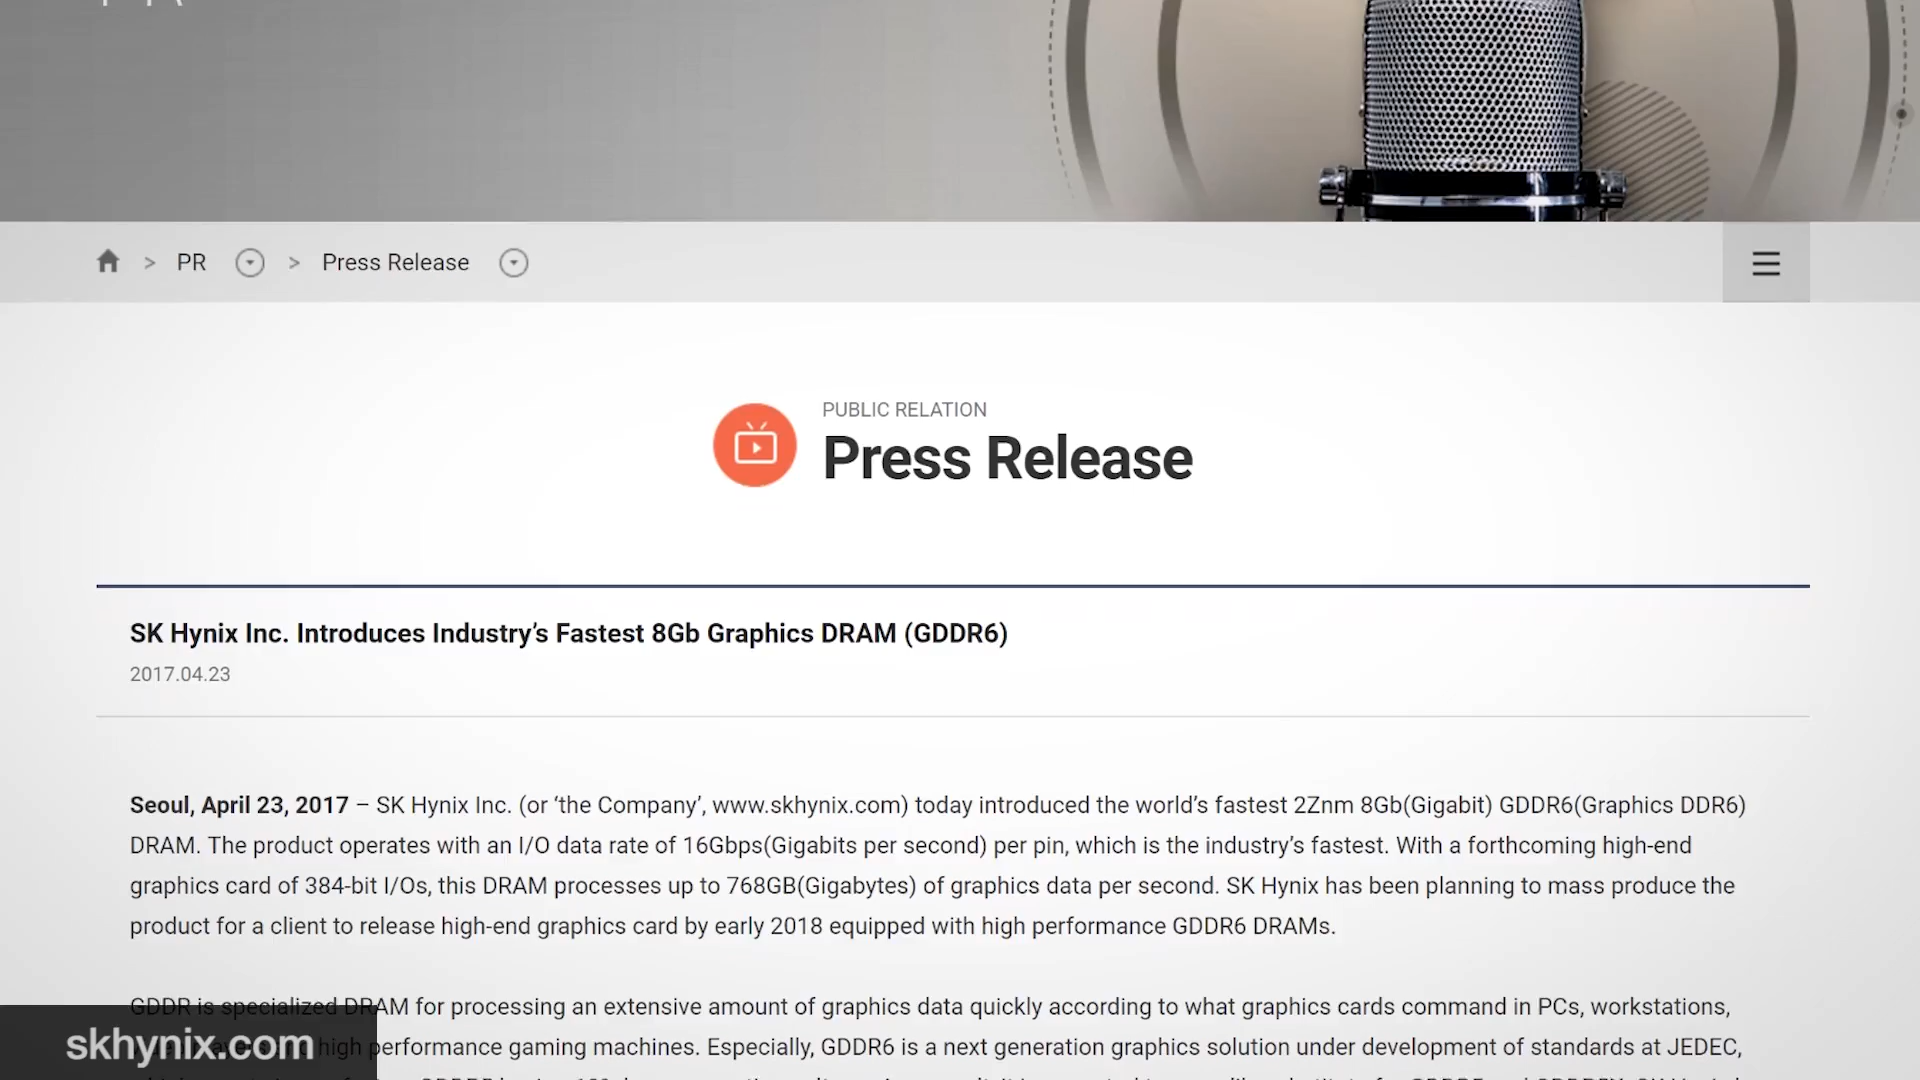 > PR > Press Release
PUBLIC RELATION
Press Release
SK Hynix Inc. Introduces Industry’s Fastest 8Gb Graphics DRAM (GDDR6)
2017.04.23
Seoul, April 23, 2017 – SK Hynix Inc. (or ‘the Company’, www.skhynix.com) today introduced the world’s fastest 2Znm 8Gb(Gigabit) GDDR6(Graphics DDR6)
DRAM. The product operates with an I/O data rate of 16Gbps(Gigabits per second) per pin, which is the industry’s fastest. With a forthcoming high-end
graphics card of 384-bit I/Os, this DRAM processes up to 768GB(Gigabytes) of graphics data per second. SK Hynix has been planning to mass produce the
product for a client to release high-end graphics card by early 2018 equipped with high performance GDDR6 DRAMs.
GDDR is specialized DRAM for processing an extensive amount of graphics data quickly according to what graphics cards command in PCs, workstations,
high performance gaming machines. Especially, GDDR6 is a next generation graphics solution under development of standards at JEDEC,
skhynix.com